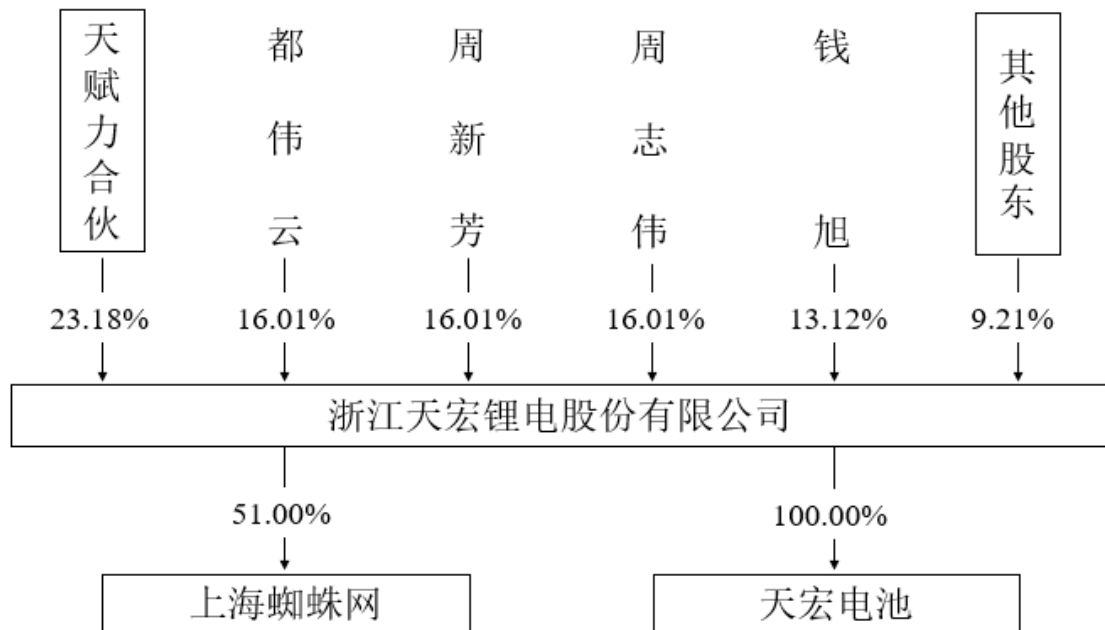 天赋力合伙
都伟云
周新芳
周志伟
钱旭
其他股东
23.18%
16.01%
16.01%
16.01%
13.12%
9.21%
浙江天宏锂电股份有限公司
51.00%
100.00%
上海蜘蛛网
天宏电池